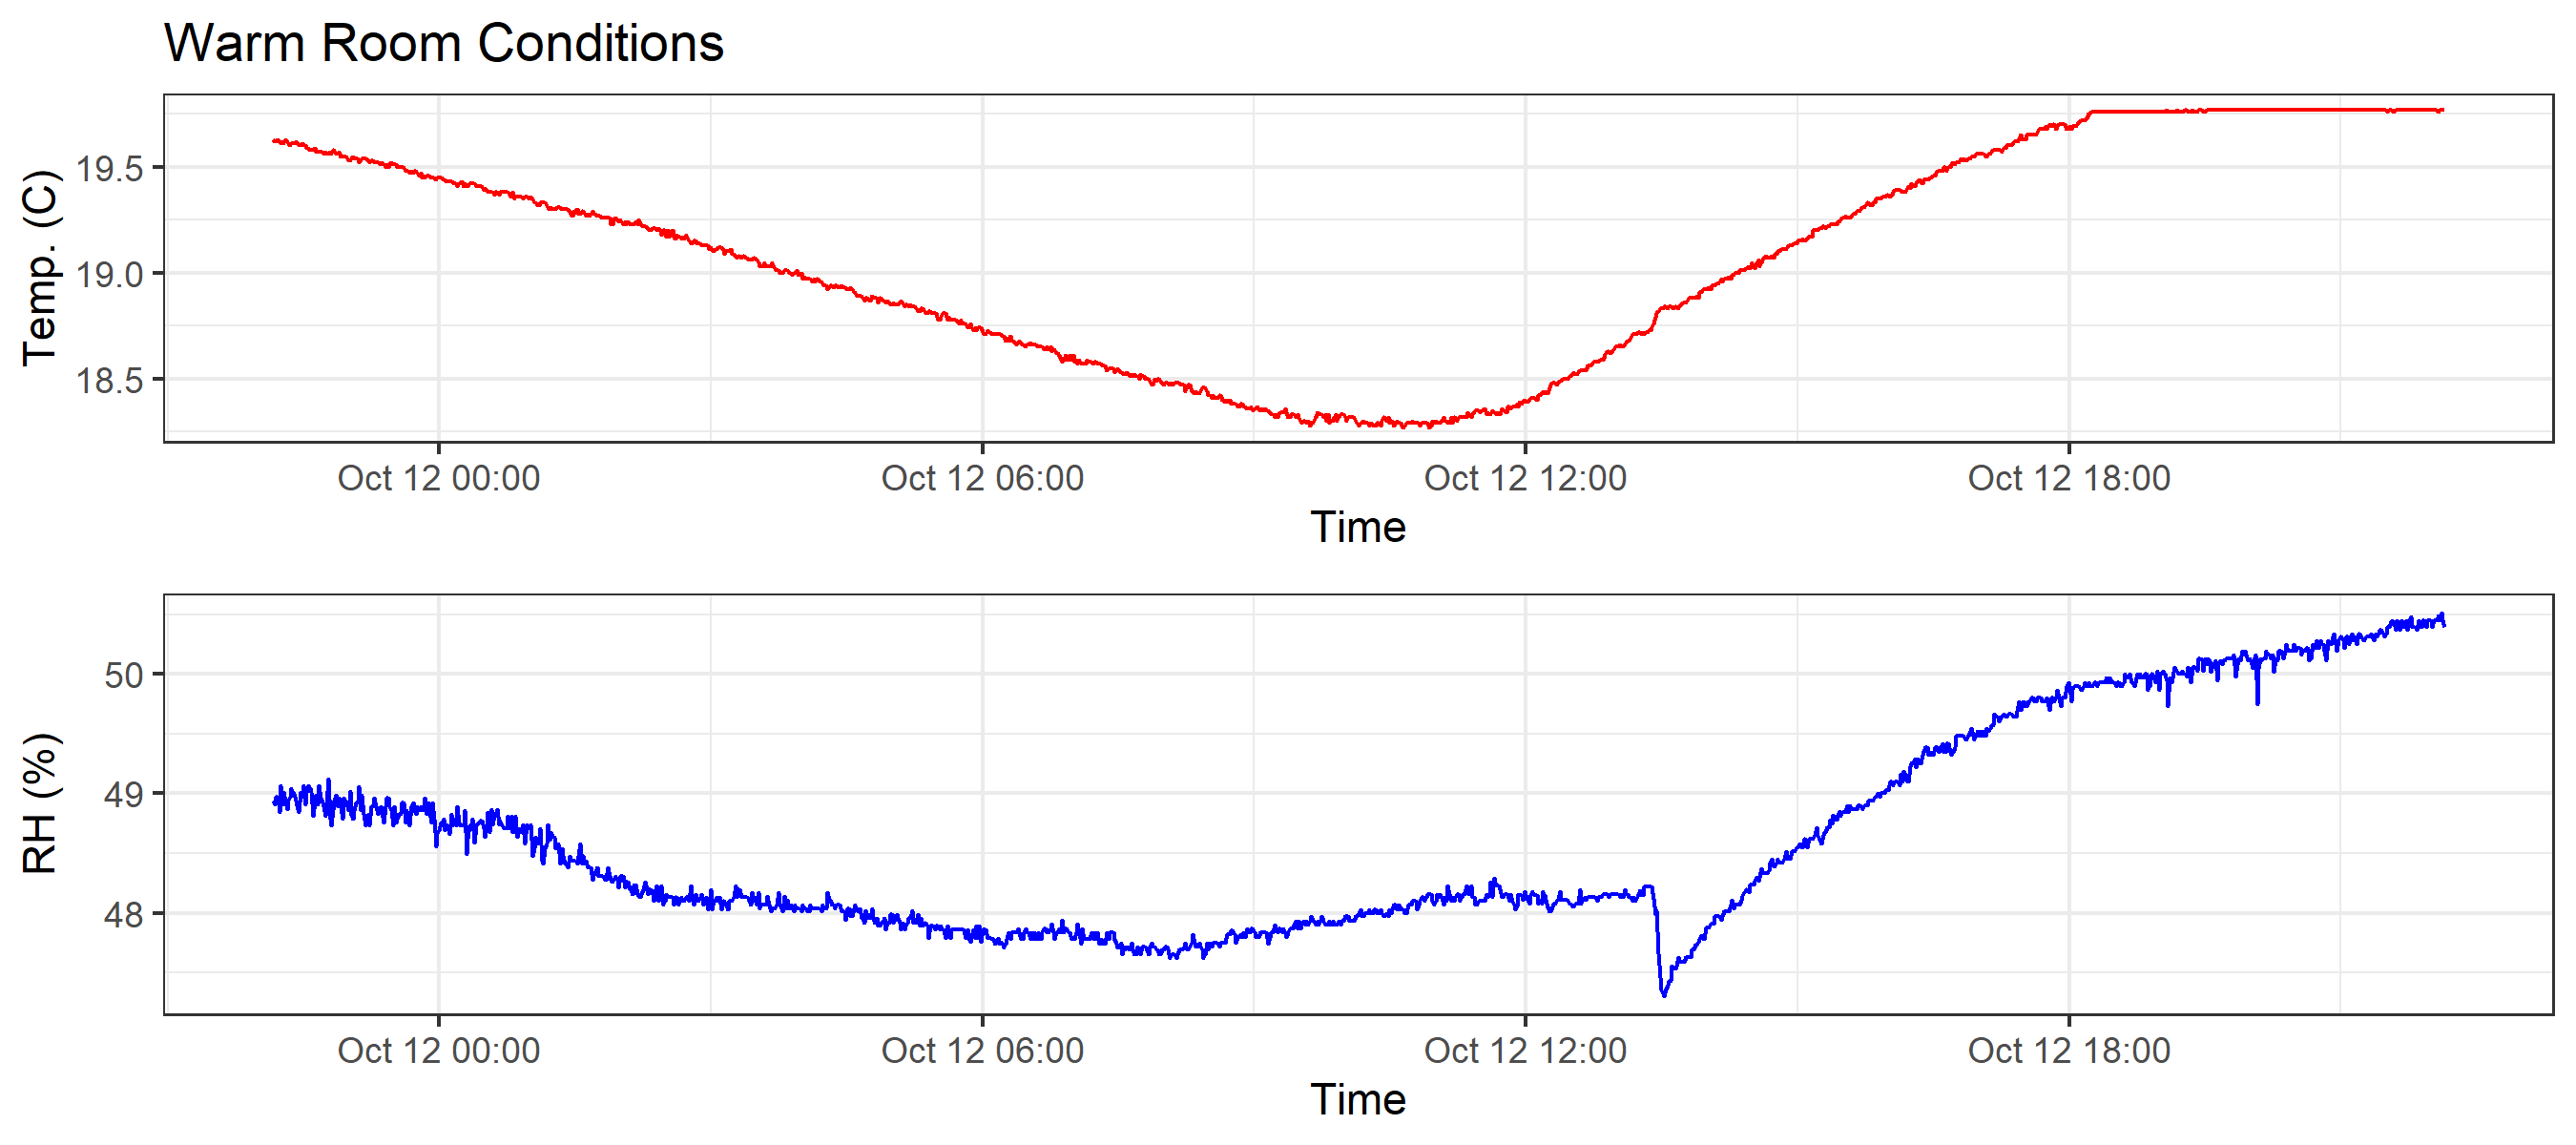 Warm Room Conditions
Temp. (C)
19.5
19.0
18.5
Oct 12 00:00 Oct 12 06:00 Oct 12 12:00 Oct 12 18:00
Time
RH (%)
50
49
48
Oct 12 00:00 Oct 12 06:00 Oct 12 12:00 Oct 12 18:00
Time